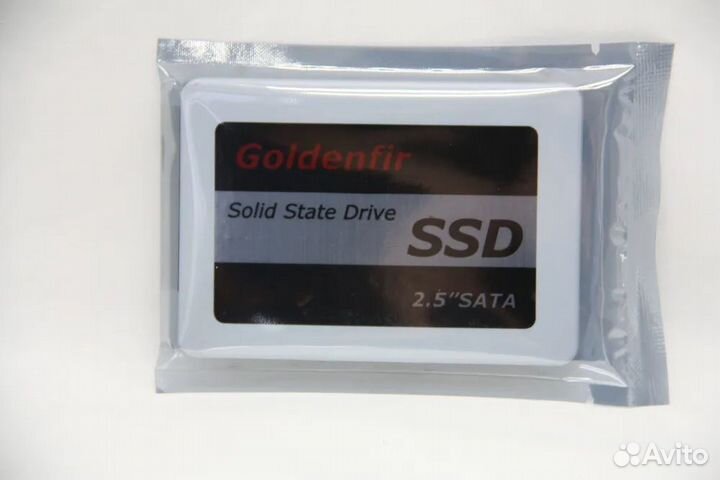 Goldenfir
Solid State Drive
SSD
2.5"SATA
Avito